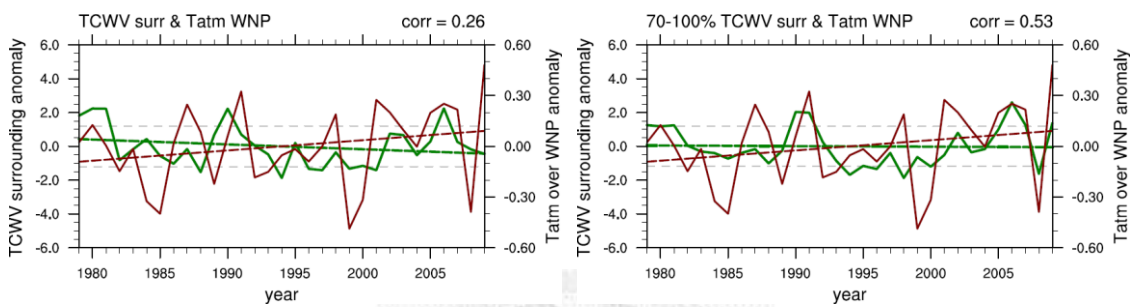 TCWV surr & Tatm WNP corr = 0.26
6.0
4.0
2.0
0.0
-2.0
-4.0
-6.0
TCWV surrounding anomaly
0.60
0.30
0.00
-0.30
-0.60
Tatm over WNP anomaly
1980 1985 1990 1995 2000 2005
year
70-100% TCWV surr & Tatm WNP corr = 0.53
6.0
4.0
2.0
0.0
-2.0
-4.0
-6.0
TCWV surrounding anomaly
0.60
0.30
0.00
-0.30
-0.60
Tatm over WNP anomaly
1980 1985 1990 1995 2000 2005
year